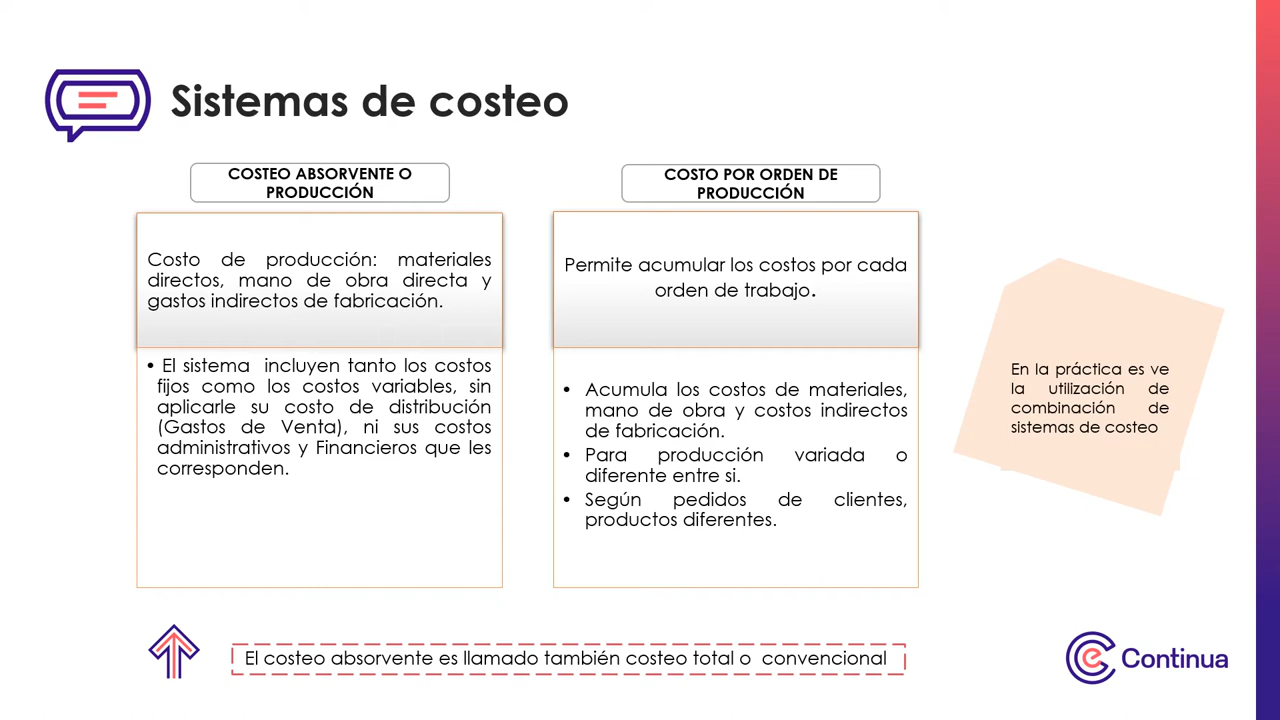 Sistemas de costeo
COSTEO ABSORVENTE O
PRODUCCIÓN
Costo de producción: materiales
directos, mano de obra directa y
gastos indirectos de fabricación.
• El sistema incluyen tanto los costos
fijos como los costos variables, sin
aplicarle su costo de distribución
(Gastos de Venta), ni sus costos
administrativos y Financieros que les
corresponden.
COSTO POR ORDEN DE
PRODUCCIÓN
Permite acumular los costos por cada
orden de trabajo.
• Acumula los costos de materiales,
mano de obra y costos indirectos
de fabricación.
• Para producción variada o
diferente entre si.
• Según pedidos de clientes,
productos diferentes.
En la práctica es ve
la utilización de
combinación de
sistemas de costeo
El costeo absorvente es llamado también costeo total o convencional
Continua